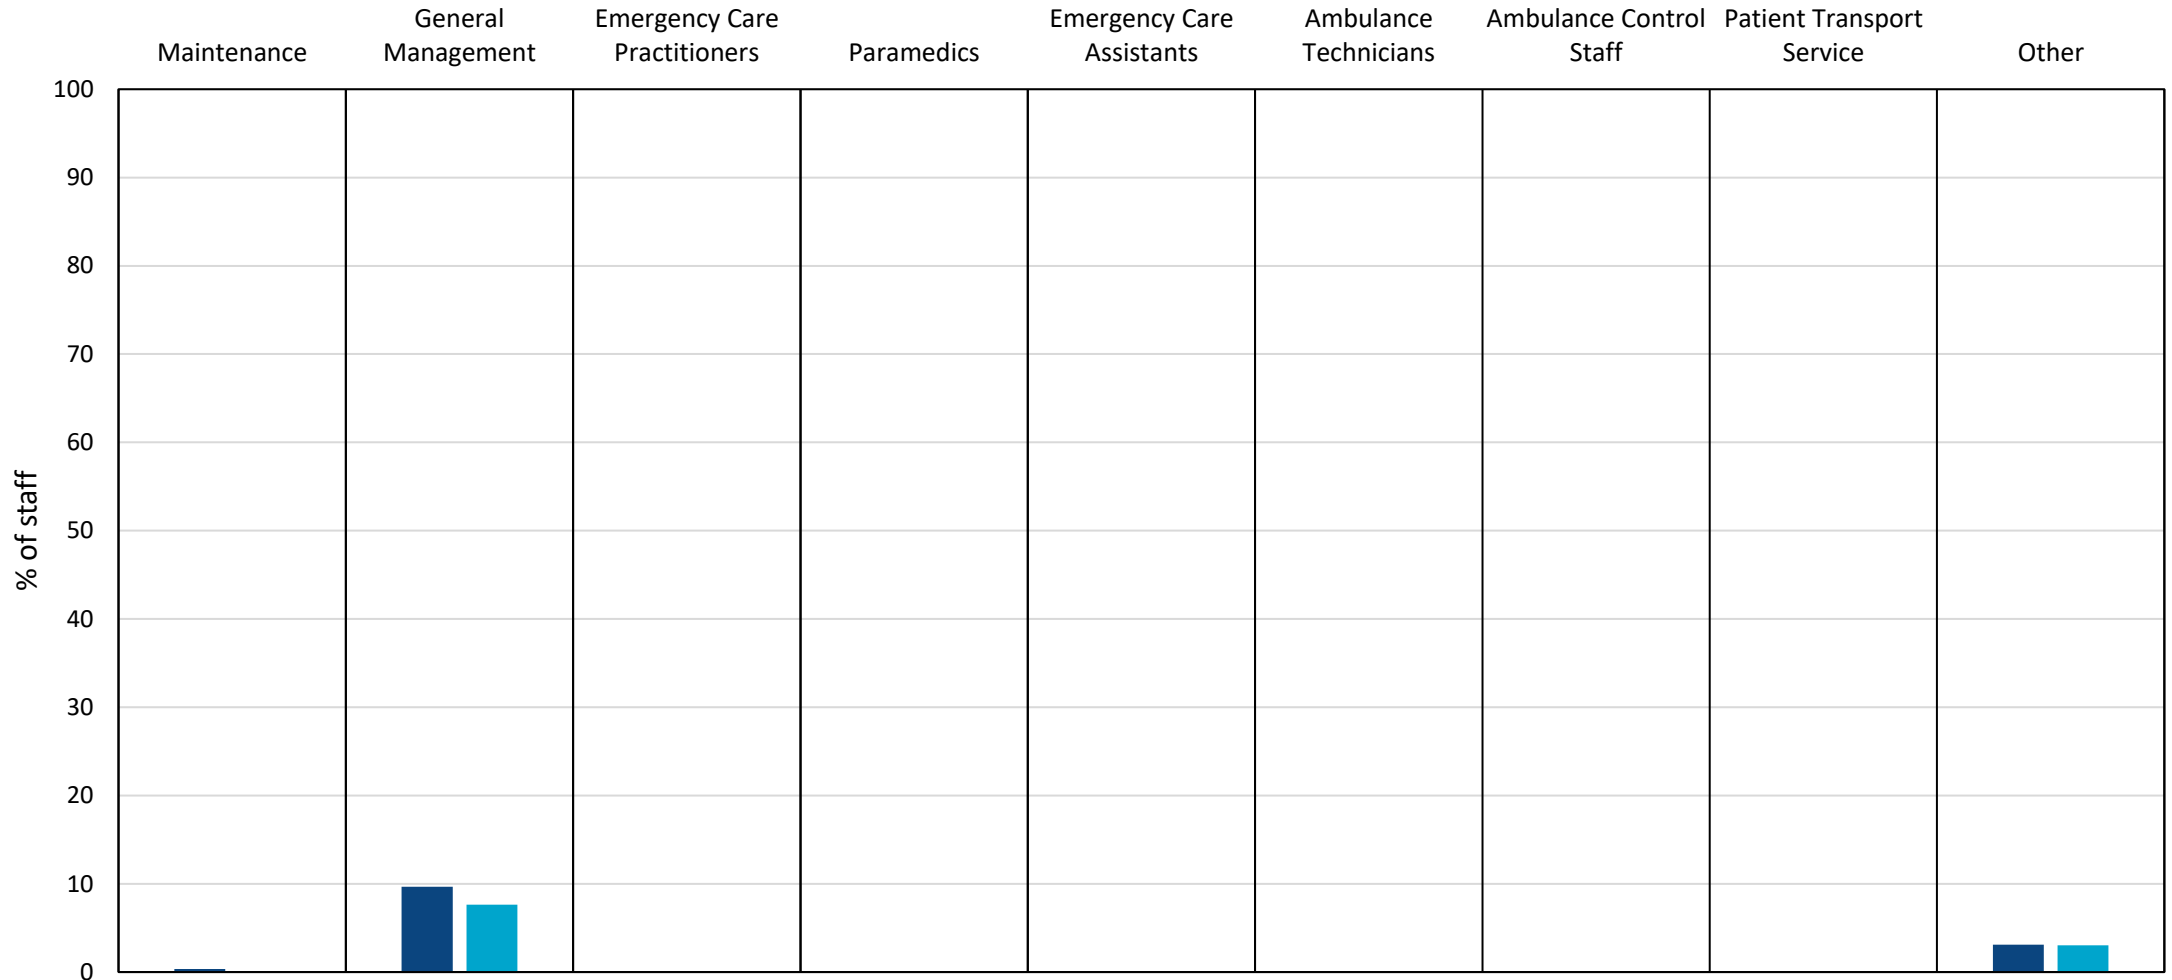 Maintenance
General
Management
Emergency Care
Practitioners
Paramedics
Emergency Care
Assistants
Ambulance
Technicians
Ambulance Control
Staff
Patient Transport
Service
Other
100
90
80
70
60
50
40
30
20
10
0
% of staff